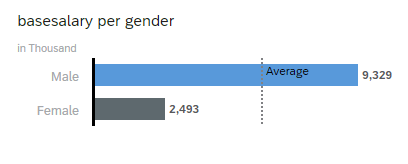 basesalary per gender
in Thousand
Average
Male 9,329
Female 2,493